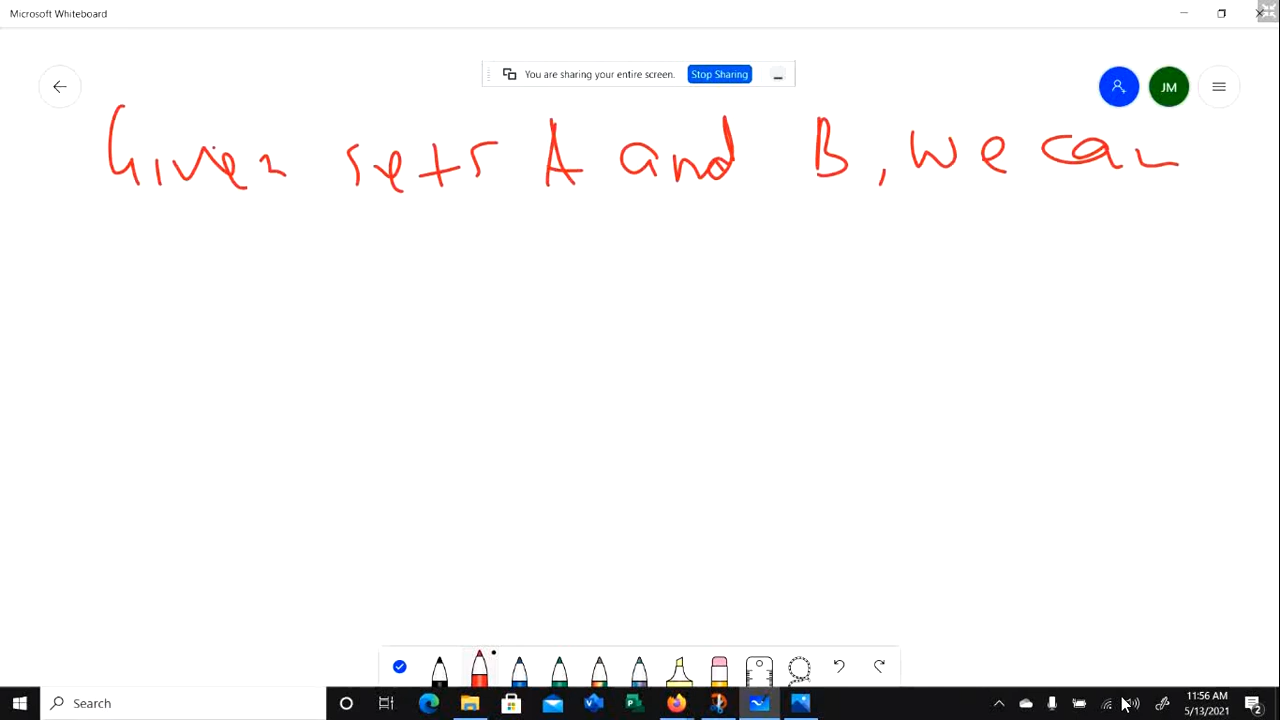 Microsoft Whiteboard
You are sharing your entire screen. Stop Sharing
JM
Given sets A and B, we can
Search
11:56 AM
5/13/2021
2